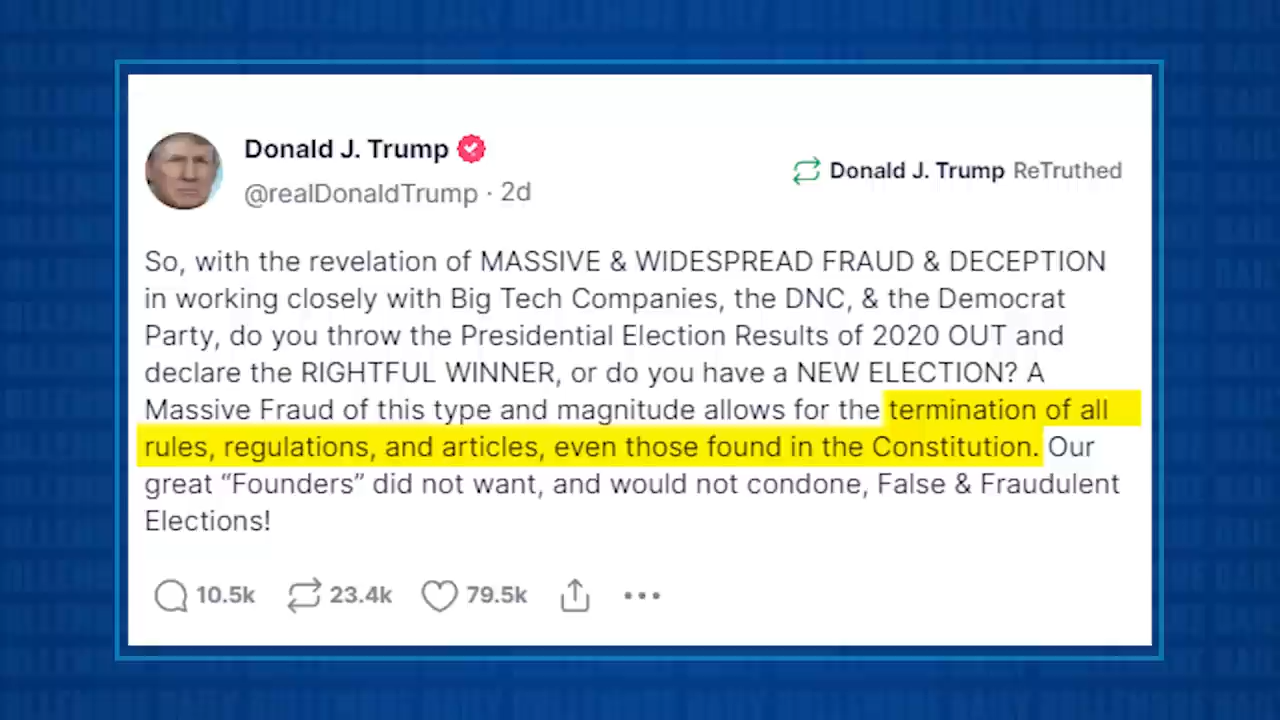 Donald J. Trump
Donald J. Trump ReTruthed
@realDonaldTrump · 2d
So, with the revelation of MASSIVE & WIDESPREAD FRAUD & DECEPTION
in working closely with Big Tech Companies, the DNC, & the Democrat
Party, do you throw the Presidential Election Results of 2020 OUT and
declare the RIGHTFUL WINNER, or do you have a NEW ELECTION? A
Massive Fraud of this type and magnitude allows for the termination of all
rules, regulations, and articles, even those found in the Constitution. Our
great “Founders” did not want, and would not condone, False & Fraudulent
Elections!
10.5k 23.4k 79.5k